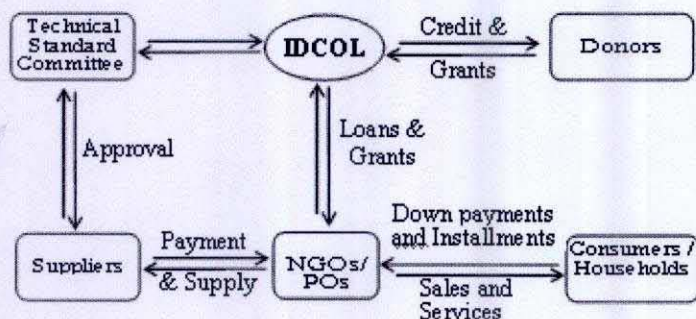 Technical
Standard
Committee
IDCOL
Credit &
Grants
Donors
Approval
Loans &
Grants
Suppliers
Payment
& Supply
NGOs/
POs
Down payments
and Installments
Sales and
Services
Consumers /
Households